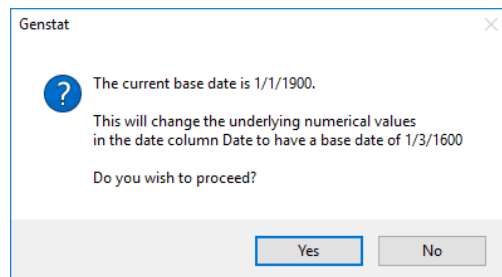 Genstat
The current base date is 1/1/1900.
This will change the underlying numerical values
in the date column Date to have a base date of 1/3/1600
Do you wish to proceed?
Yes
No